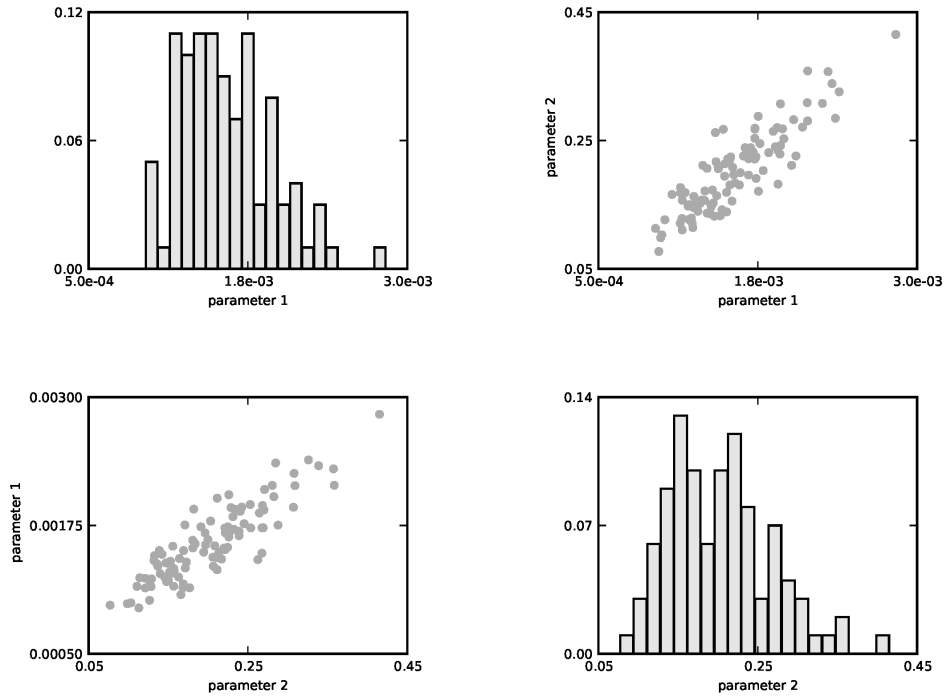 0.12
0.06
0.00
5.0e-04 1.8e-03 3.0e-03
parameter 1
0.45
0.25
0.05
parameter 2
5.0e-04 1.8e-03 3.0e-03
parameter 1
0.00300
0.00175
0.00050
parameter 1
0.05 0.25 0.45
parameter 2
0.14
0.07
0.00
0.05 0.25 0.45
parameter 2